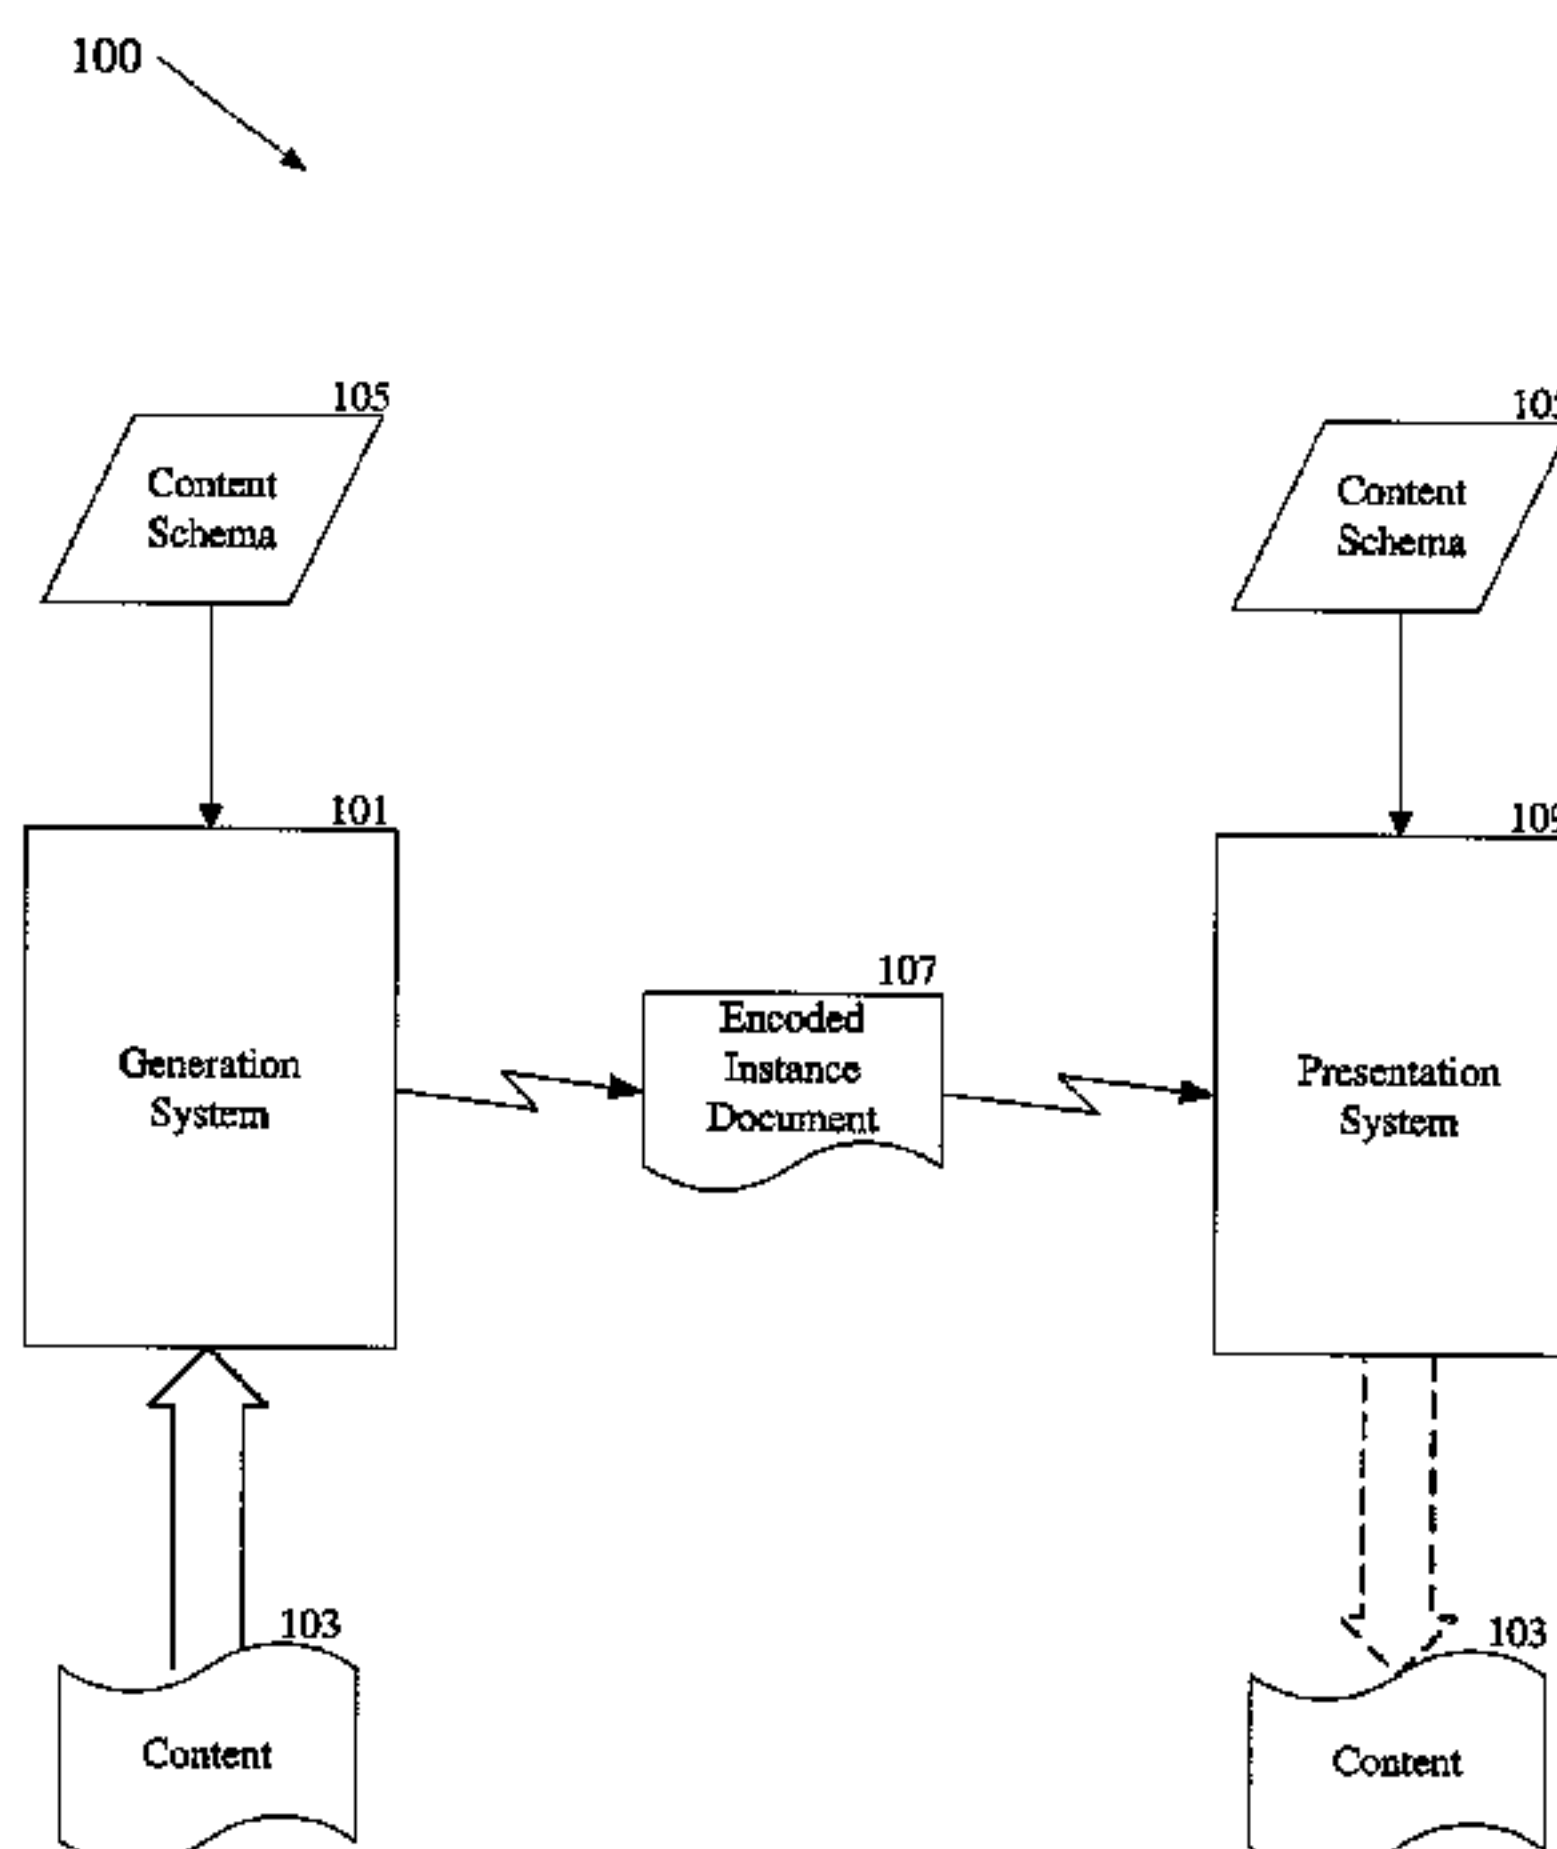 100
105
Content
Schema
Content
Schema
101
Generation
System
107
Encoded
Instance
Document
Presentation
System
103
Content
103
Content